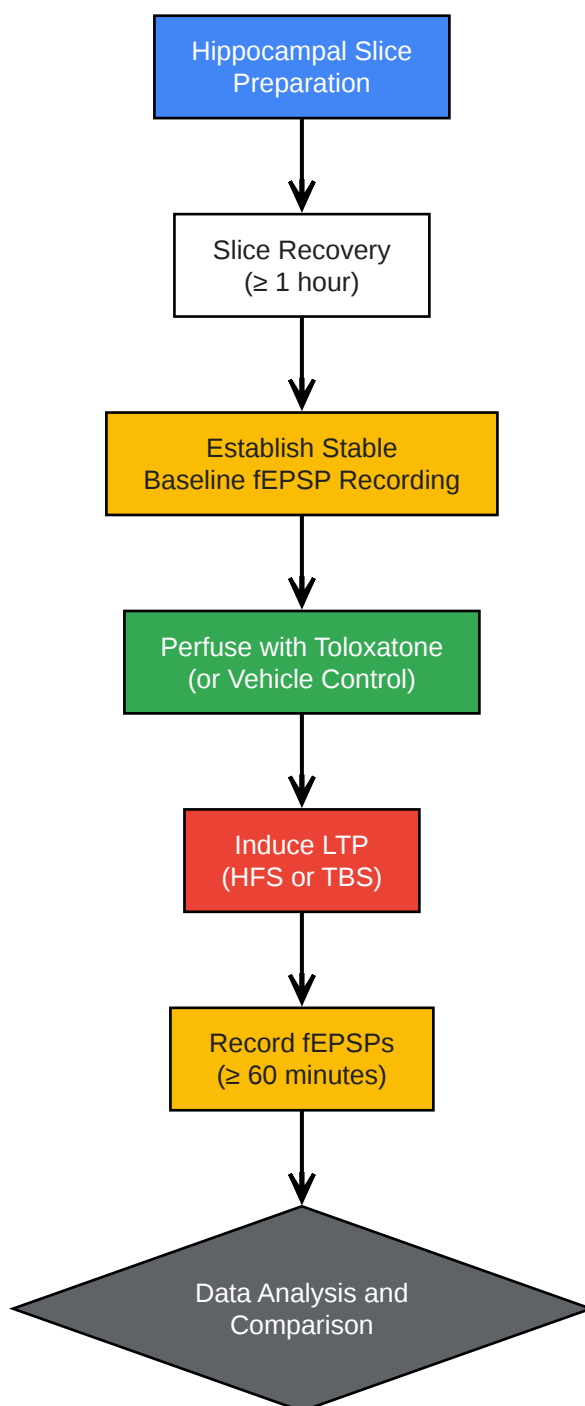 Hippocampal Slice
Preparation
Slice Recovery
(≥ 1 hour)
Establish Stable
Baseline fEPSP Recording
Perfuse with Toloxatone
(or Vehicle Control)
Induce LTP
(HFS or TBS)
Record fEPSPs
(≥ 60 minutes)
Data Analysis and
Comparison